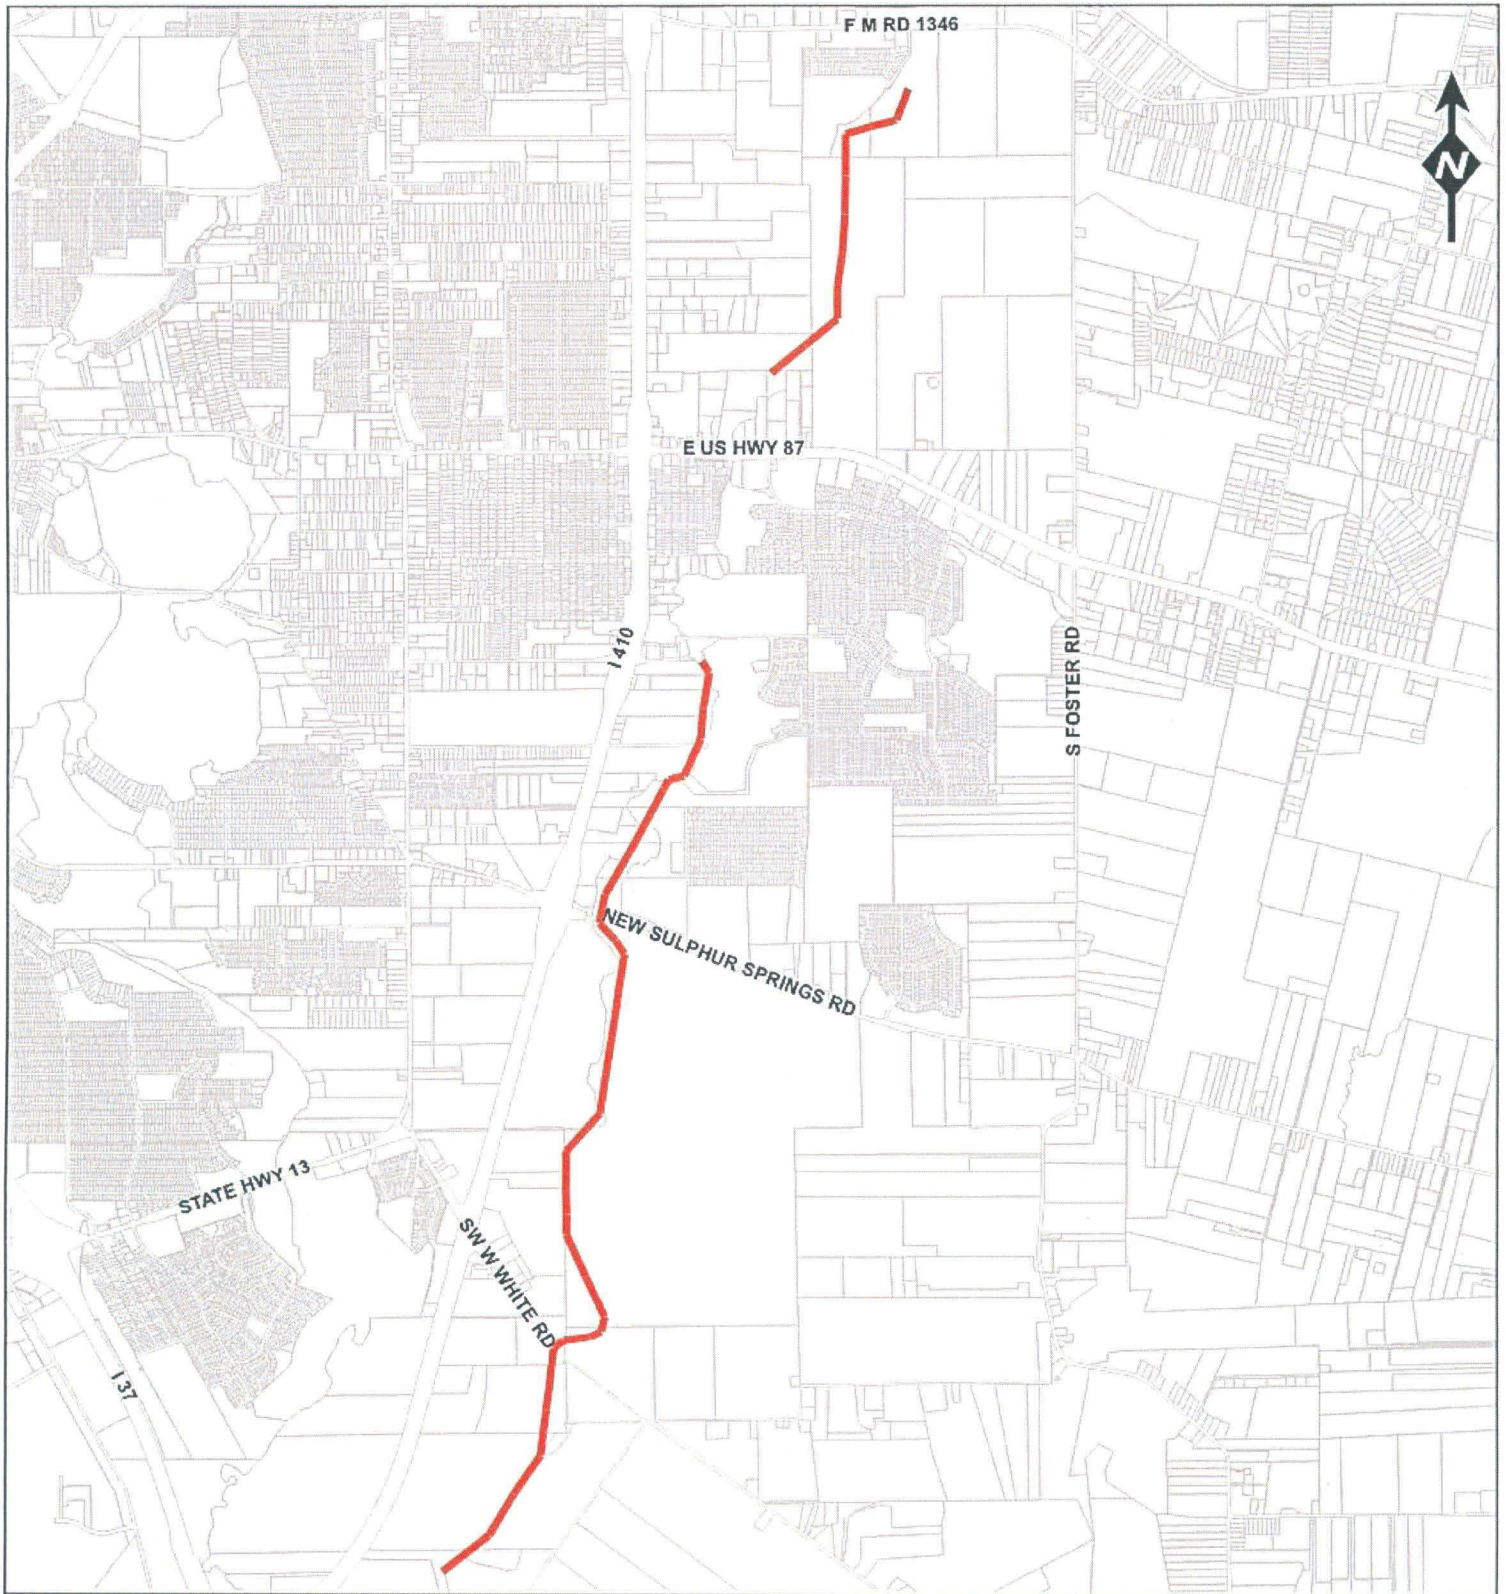 F M RD 1346
N
E US HWY 87
I 410
S FOSTER RD
NEW SULPHUR SPRINGS RD
STATE HWY 13
SW W WHITE RD
I 37